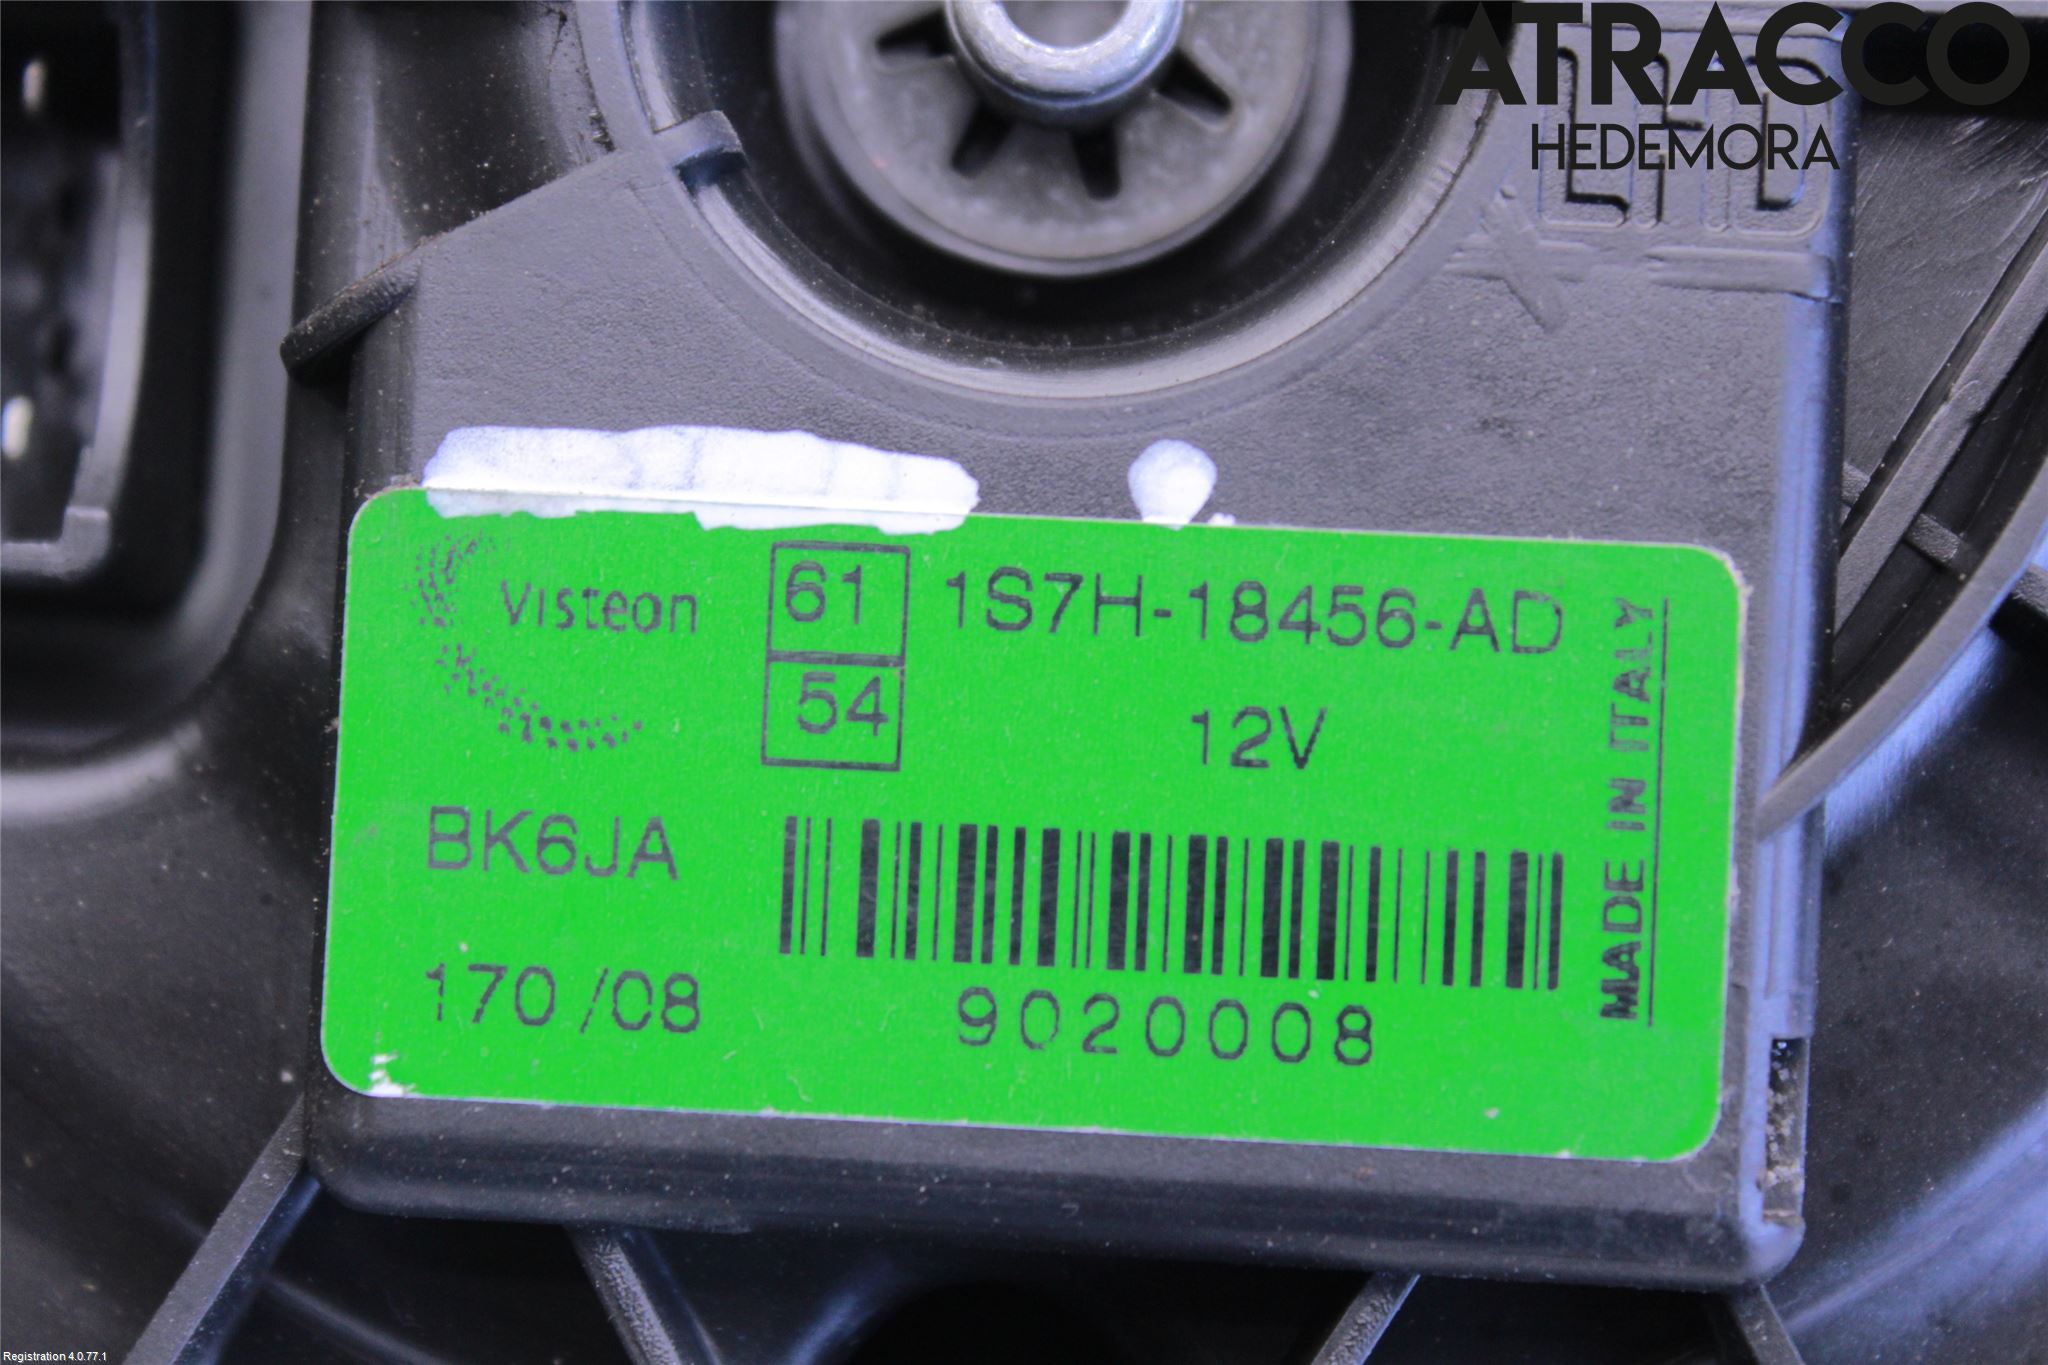 ATRACCO
HEDEMORA
LHD
Visteon
61
54
1S7H-18456-AD
12V
BK6JA
170 /08
9020008
MADE IN ITALY
Registration 4.0.77.1